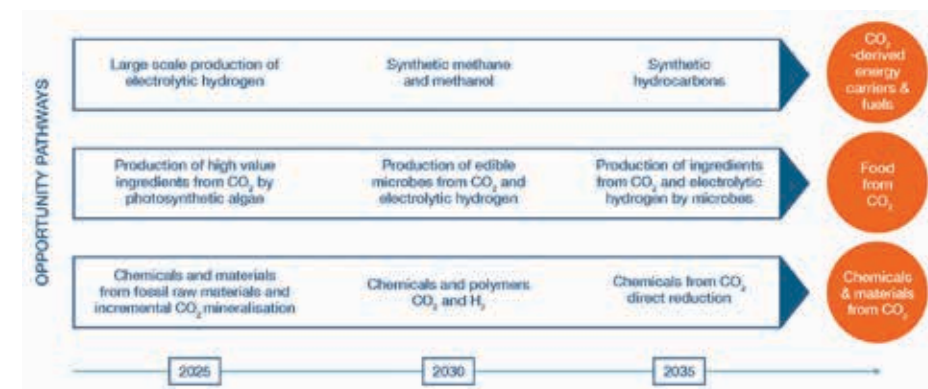 OPPORTUNITY PATHWAYS
Large scale production of
electrolytic hydrogen
Synthetic methane
and methanol
Synthetic
hydrocarbons
CO₂
-derived
energy
carriers &
fuels
Production of high value
ingredients from CO₂ by
photosynthetic algae
Production of edible
microbes from CO₂ and
electrolytic hydrogen
Production of ingredients
from CO₂ and electrolytic
hydrogen by microbes
Food
from
CO₂
Chemicals and materials
from fossil raw materials and
incremental CO₂ mineralisation
Chemicals and polymers
CO₂ and H₂
Chemicals from CO₂
direct reduction
Chemicals
& materials
from CO₂
2025
2030
2035